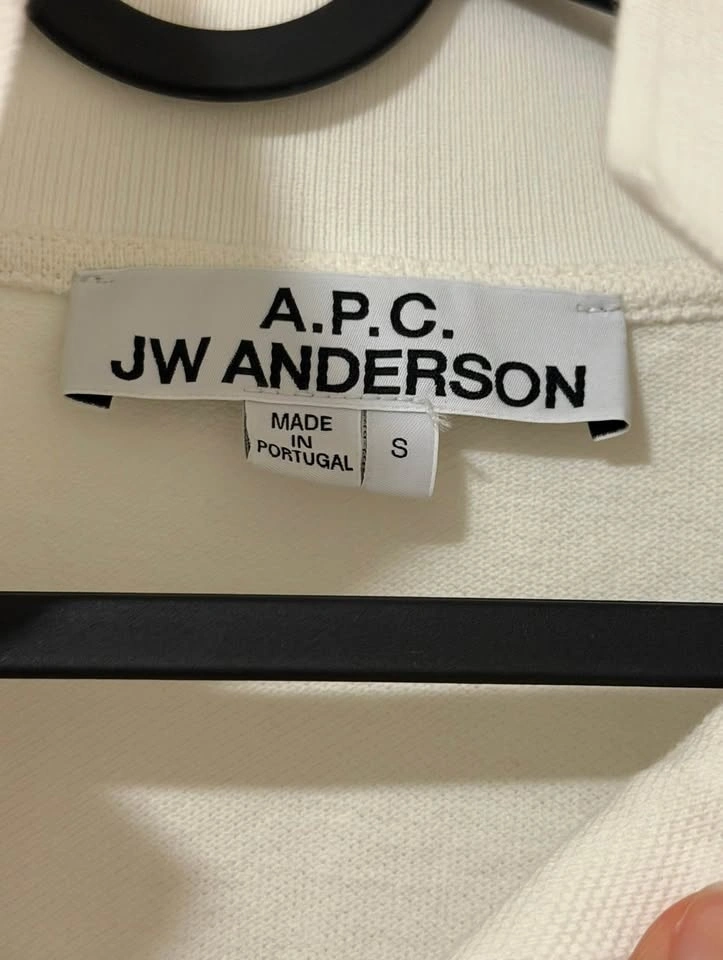 A.P.C.
JW ANDERSON
MADE
IN
PORTUGAL
S